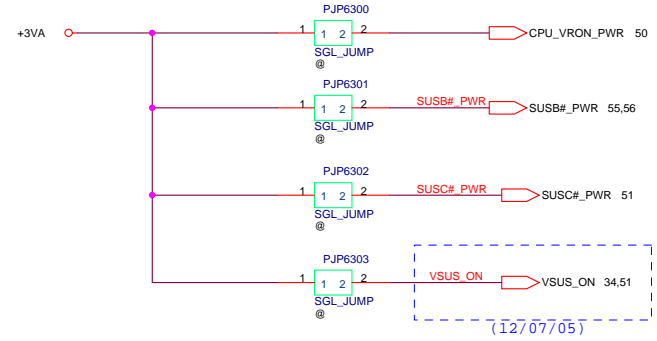 PJP6300
+3VA 1 1 2 2 CPU_VRON_PWR 50
SGL_JUMP
@
PJP6301
1 1 2 2 SUSB#_PWR SUSB#_PWR 55,56
SGL_JUMP
@
PJP6302
1 1 2 2 SUSC#_PWR SUSC#_PWR 51
SGL_JUMP
@
PJP6303
1 1 2 2 VSUS_ON VSUS_ON 34,51
SGL_JUMP
@
(12/07/05)